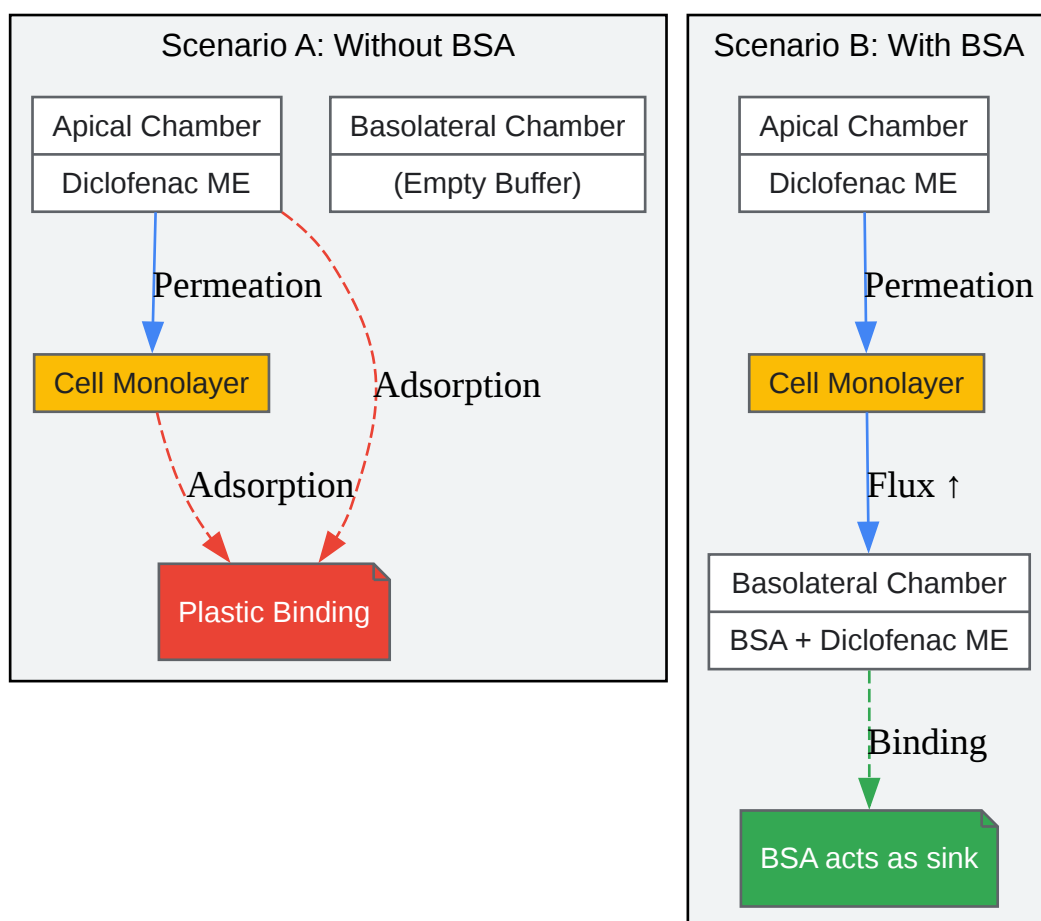 Scenario A: Without BSA
Apical Chamber
Diclofenac ME
Basolateral Chamber
(Empty Buffer)
Permeation
Cell Monolayer
Adsorption
Adsorption
Plastic Binding
Scenario B: With BSA
Apical Chamber
Diclofenac ME
Permeation
Cell Monolayer
Flux ↑
Basolateral Chamber
BSA + Diclofenac ME
Binding
BSA acts as sink